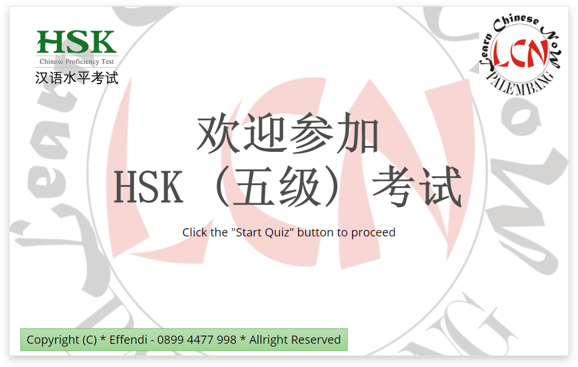 HSK
Chinese Proficiency Test
汉语水平考试
Learn Chinese NoW
LCN
PALEMBANG
欢迎参加
HSK (五级) 考试
Click the "Start Quiz" button to proceed
Copyright (C) * Effendi - 0899 4477 998 * Allright Reserved